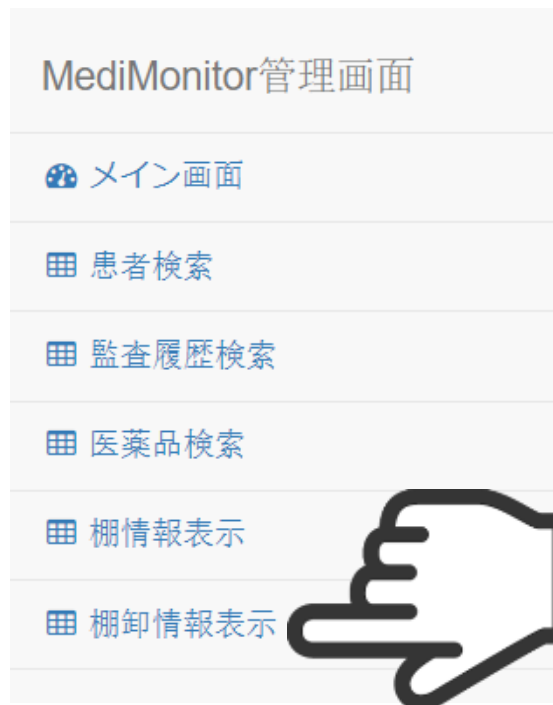 MediMonitor管理画面
メイン画面
患者検索
監査履歴検索
医薬品検索
棚情報表示
棚卸情報表示